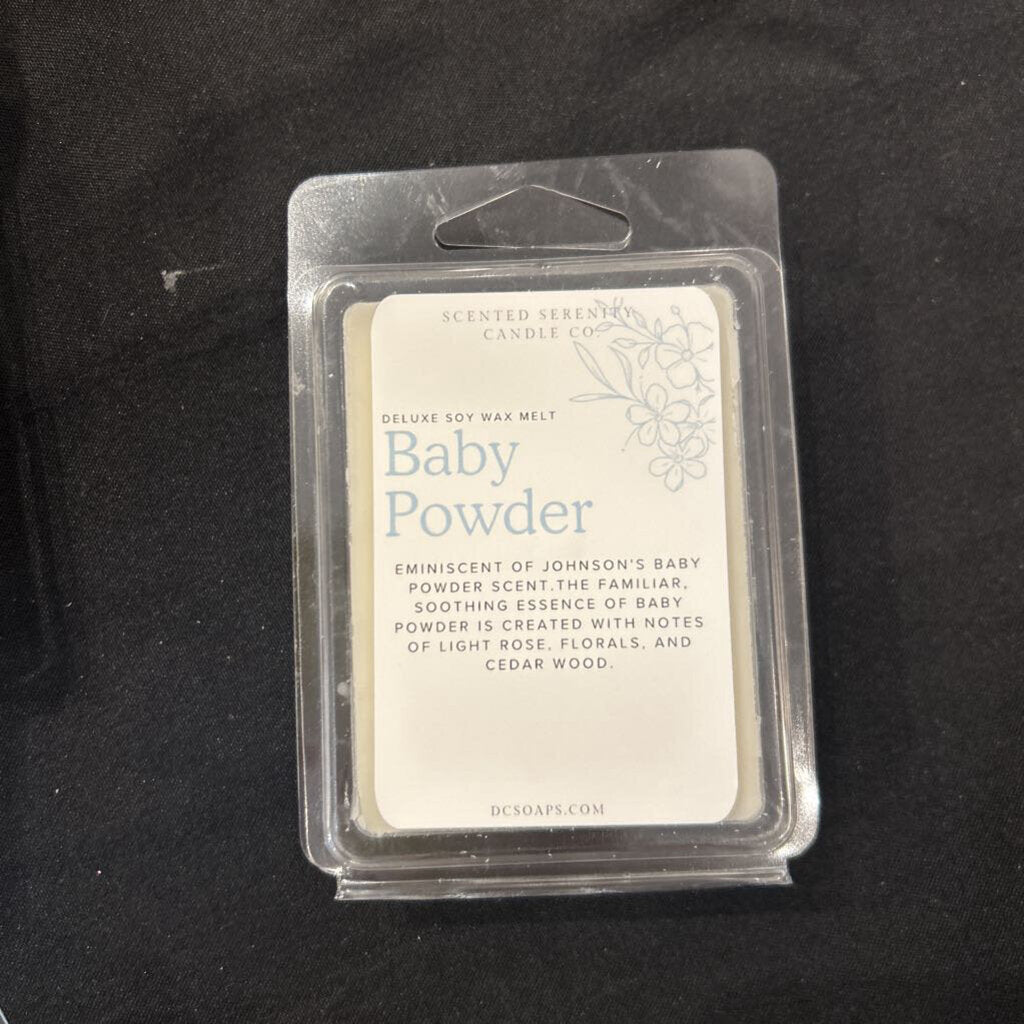 SCENTED SERENITY
CANDLE CO.
DELUXE SOY WAX MELT
Baby
Powder
EMINISCENT OF JOHNSON'S BABY
POWDER SCENT.THE FAMILIAR,
SOOTHING ESSENCE OF BABY
POWDER IS CREATED WITH NOTES
OF LIGHT ROSE, FLORALS, AND
CEDAR WOOD.
DCSOAPS.COM